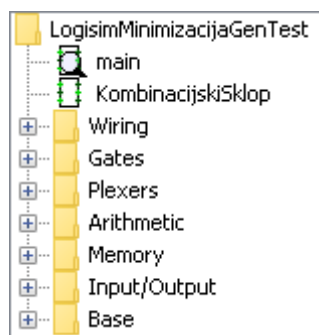 LogisimMinimizacijaGenTest
main
KombinacijskiSklop
Wiring
Gates
Plexers
Arithmetic
Memory
Input/Output
Base